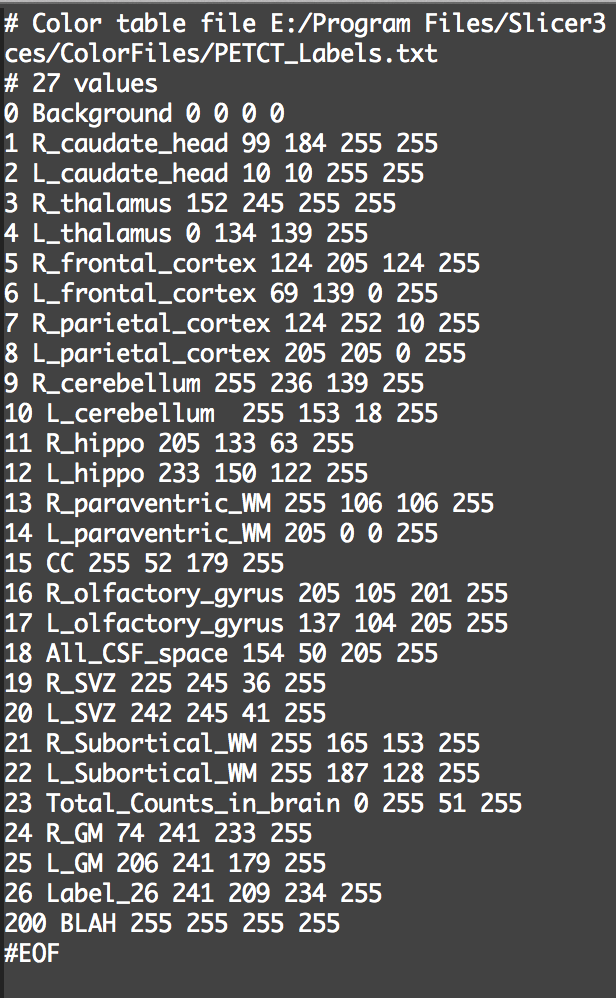 # Color table file E:/Program Files/Slicer3
ces/ColorFiles/PETCT_Labels.txt
# 27 values
0 Background 0 0 0 0
1 R_caudate_head 99 184 255 255
2 L_caudate_head 10 10 255 255
3 R_thalamus 152 245 255 255
4 L_thalamus 0 134 139 255
5 R_frontal_cortex 124 205 124 255
6 L_frontal_cortex 69 139 0 255
7 R_parietal_cortex 124 252 10 255
8 L_parietal_cortex 205 205 0 255
9 R_cerebellum 255 236 139 255
10 L_cerebellum  255 153 18 255
11 R_hippo 205 133 63 255
12 L_hippo 233 150 122 255
13 R_paraventric_WM 255 106 106 255
14 L_paraventric_WM 205 0 0 255
15 CC 255 52 179 255
16 R_olfactory_gyrus 205 105 201 255
17 L_olfactory_gyrus 137 104 205 255
18 All_CSF_space 154 50 205 255
19 R_SVZ 225 245 36 255
20 L_SVZ 242 245 41 255
21 R_Subortical_WM 255 165 153 255
22 L_Subortical_WM 255 187 128 255
23 Total_Counts_in_brain 0 255 51 255
24 R_GM 74 241 233 255
25 L_GM 206 241 179 255
26 Label_26 241 209 234 255
200 BLAH 255 255 255 255
#EOF